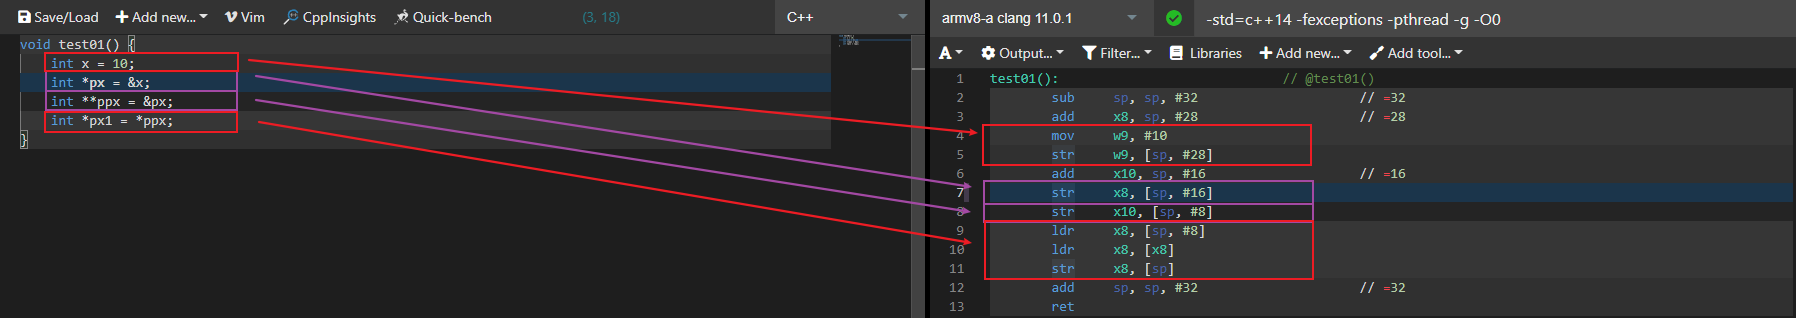 Save/Load + Add new... Vim CppInsights Quick-bench (3, 18) C++
void test01() {
int x = 10;
int *px = &x;
int **ppx = &px;
int *px1 = *ppx;
}
armv8-a clang 11.0.1 -std=c++14 -fexceptions -pthread -g -O0
A Output... Filter... Libraries + Add new... Add tool...
1 test01(): // @test01()
2 sub sp, sp, #32 // =32
3 add x8, sp, #28 // =28
4 mov w9, #10
5 str w9, [sp, #28]
6 add x10, sp, #16 // =16
7 str x8, [sp, #16]
8 str x10, [sp, #8]
9 ldr x8, [sp, #8]
10 ldr x8, [x8]
11 str x8, [sp]
12 add sp, sp, #32 // =32
13 ret